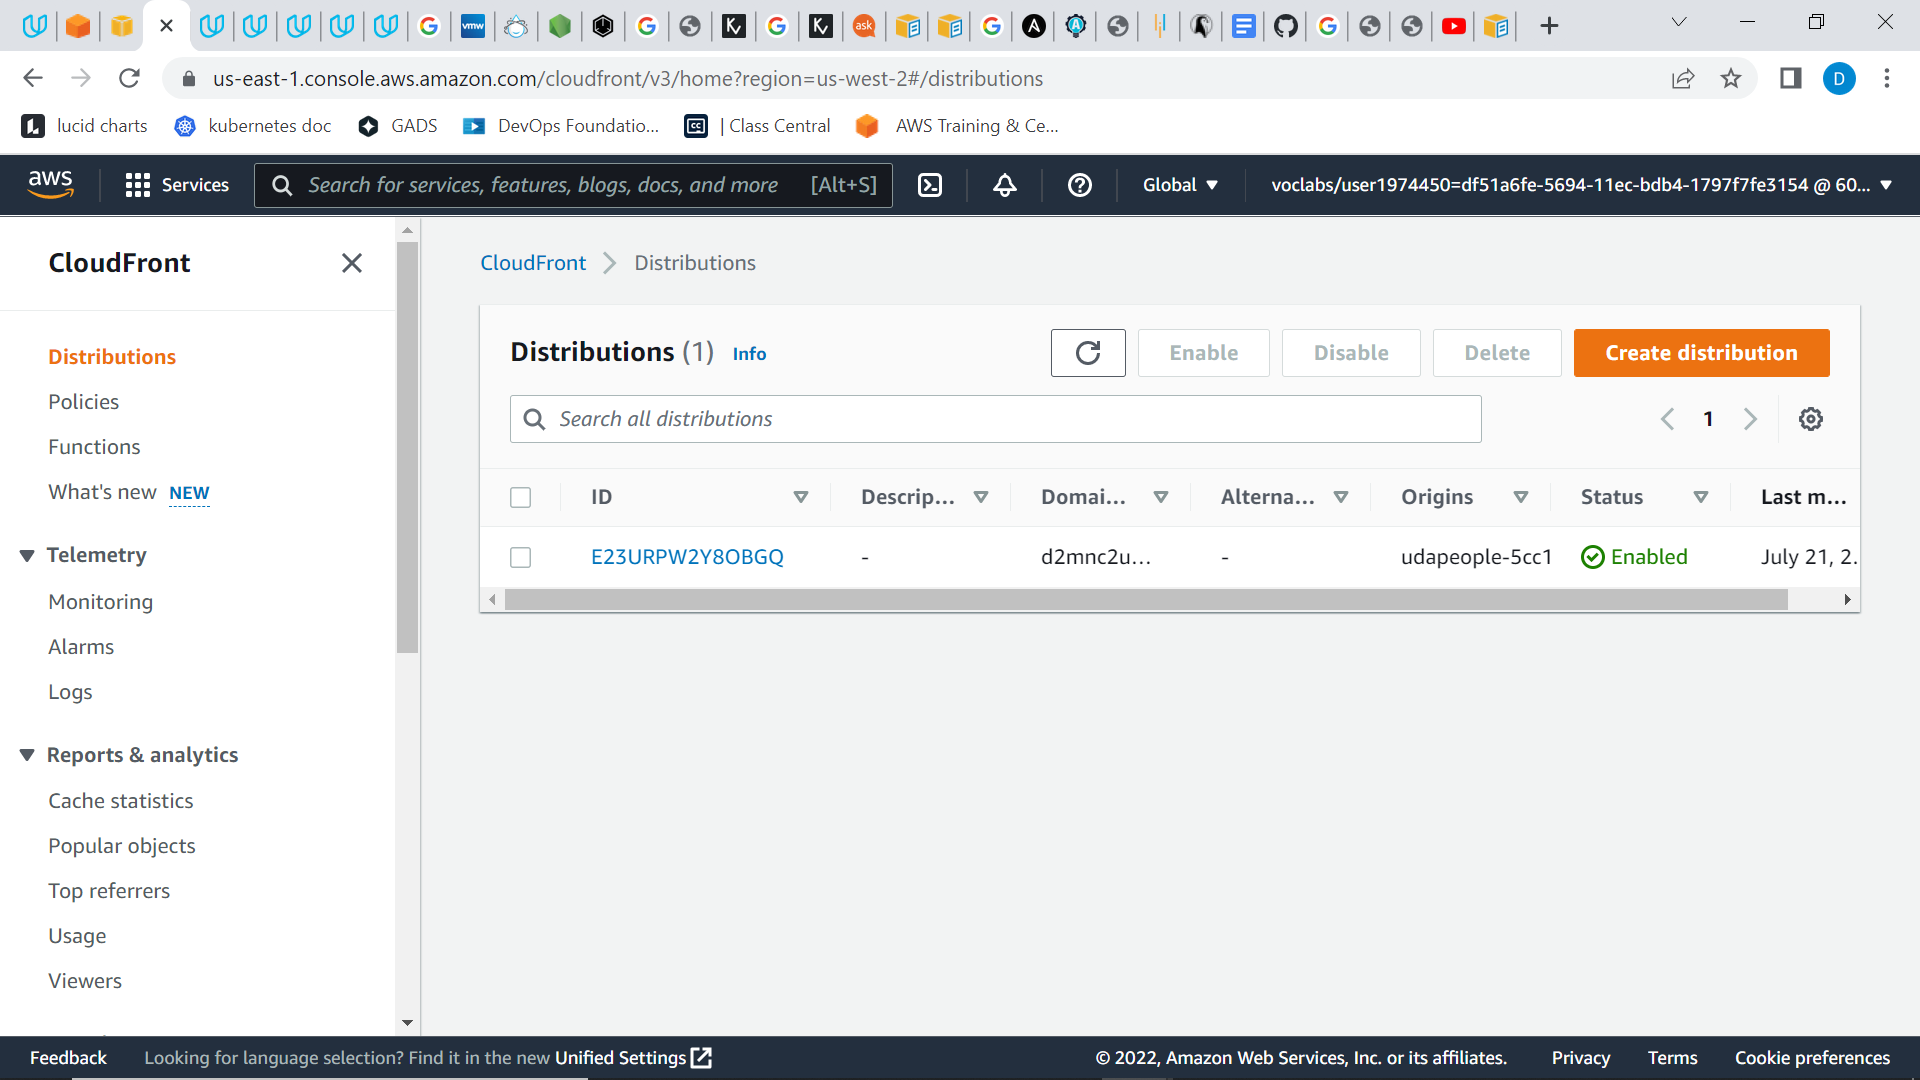 vmw
ask
us-east-1.console.aws.amazon.com/cloudfront/v3/home?region=us-west-2#/distributions
D
lucid charts
kubernetes doc
GADS
DevOps Foundatio...
CC | Class Central
AWS Training & Ce...
aws
Services
Search for services, features, blogs, docs, and more [Alt+S]
Global
voclabs/user1974450=df51a6fe-5694-11ec-bdb4-1797f7fe3154 @ 60...
CloudFront
Distributions
Policies
Functions
What's new NEW
Telemetry
Monitoring
Alarms
Logs
Reports & analytics
Cache statistics
Popular objects
Top referrers
Usage
Viewers
CloudFront Distributions
Distributions (1) Info
Enable
Disable
Delete
Create distribution
Search all distributions
1
ID Descrip... Domai... Alterna... Origins Status Last m...
E23URPW2Y8OBGQ - d2mnc2u... - udapeople-5cc1 Enabled July 21, 2.
Feedback
Looking for language selection? Find it in the new Unified Settings
© 2022, Amazon Web Services, Inc. or its affiliates.
Privacy
Terms
Cookie preferences